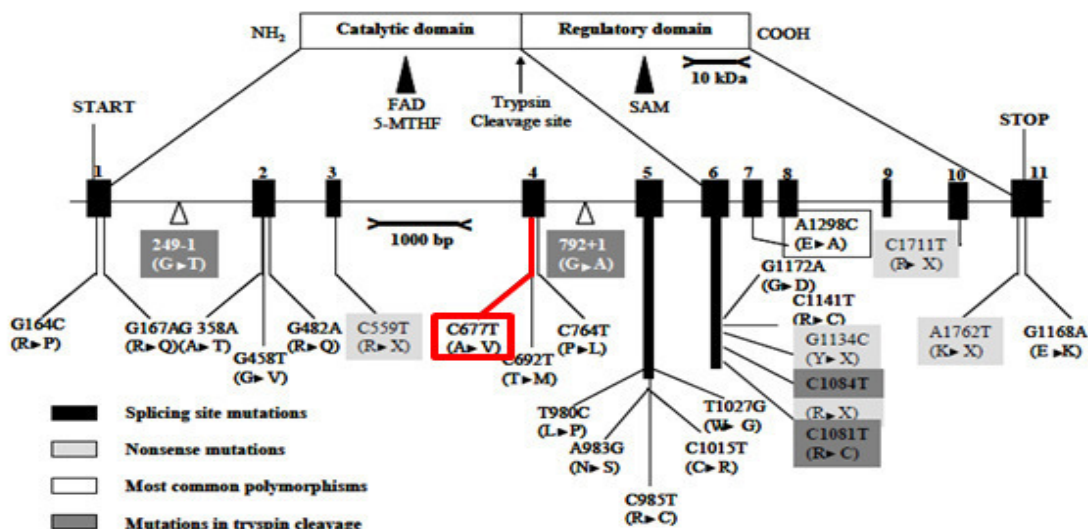 NH2 Catalytic domain Regulatory domain COOH
10 kDa
FAD
5-MTHF
Trypsin
Cleavage site
SAM
START
STOP
1 2 3 4 5 6 7 8 9 10 11
1000 bp
249-1
(G►T)
792+1
(G►A)
A1298C
(E►A)
C1711T
(R► X)
G1172A
(G►D)
C1141T
(R►C)
G1134C
(Y►X)
C1084T
(R►X)
C1081T
(R►C)
G164C
(R►P)
G167A
(R►Q)
G 358A
(A►T)
G458T
(G►V)
G482A
(R►Q)
C559T
(R►X)
C677T
(A►V)
C692T
(T►M)
C764T
(P►L)
T980C
(L►P)
A983G
(N►S)
C985T
(R►C)
C1015T
(C►R)
T1027G
(W► G)
A1762T
(K►X)
G1168A
(E►K)
Splicing site mutations
Nonsense mutations
Most common polymorphisms
Mutations in trypsin cleavage